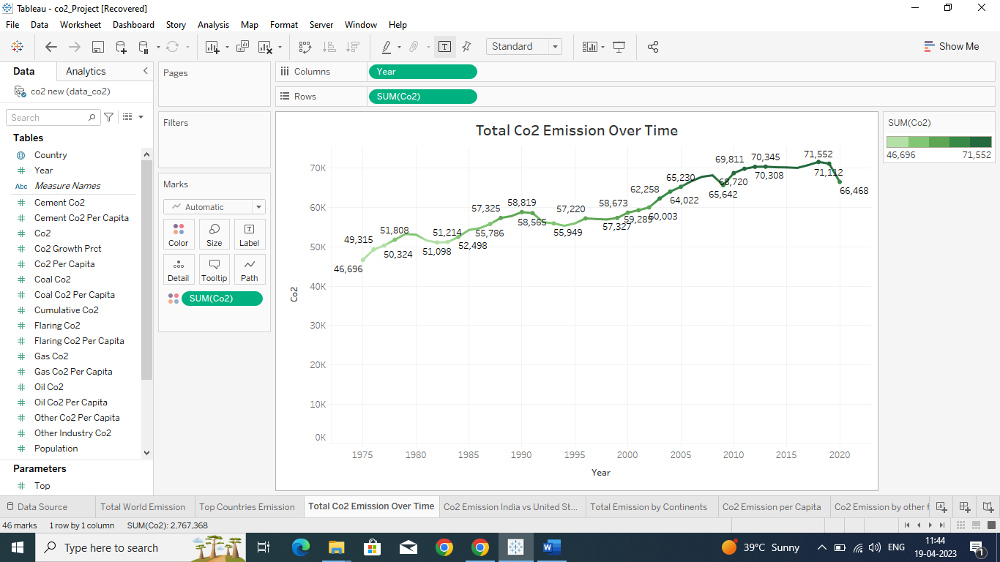 Tableau - co2_Project [Recovered]
File Data Worksheet Dashboard Story Analysis Map Format Server Window Help
Standard
Show Me
Data Analytics
co2 new (data_co2)
Search
Tables
Country
Year
Abc Measure Names
Cement Co2
Cement Co2 Per Capita
Co2
Co2 Growth Prct
Co2 Per Capita
Coal Co2
Coal Co2 Per Capita
Cumulative Co2
Flaring Co2
Flaring Co2 Per Capita
Gas Co2
Gas Co2 Per Capita
Oil Co2
Oil Co2 Per Capita
Other Co2 Per Capita
Other Industry Co2
Population
Parameters
Top
Pages
Filters
Marks
Automatic
Color Size Label
Detail Tooltip Path
SUM(Co2)
Columns Year
Rows SUM(Co2)
Total Co2 Emission Over Time
70K
60K
50K
40K
30K
20K
10K
0K
Co2
46,696
49,315
50,324
51,808
51,098
51,214
52,498
55,786
57,325
58,819
58,565
55,949
57,220
57,327
58,673
59,289
60,003
62,258
64,022
65,230
65,642
68,720
69,811
70,345
70,308
71,552
71,112
66,468
1975 1980 1985 1990 1995 2000 2005 2010 2015 2020
Year
SUM(Co2)
46,696 71,552
Data Source Total World Emission Top Countries Emission Total Co2 Emission Over Time Co2 Emission India vs United St... Total Emission by Continents Co2 Emission per Capita Co2 Emission by other f
46 marks 1 row by 1 column SUM(Co2): 2,767,368
Type here to search
39°C Sunny
ENG
11:44
19-04-2023
1